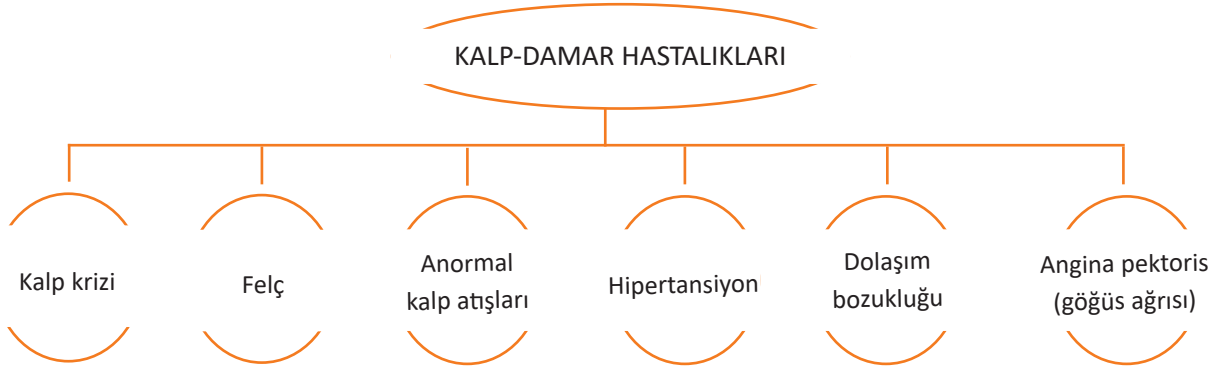 KALP-DAMAR HASTALIKLARI
Kalp krizi
Felç
Anormal
kalp atışları
Hipertansiyon
Dolaşım
bozukluğu
Angina pektoris
(göğüs ağrısı)